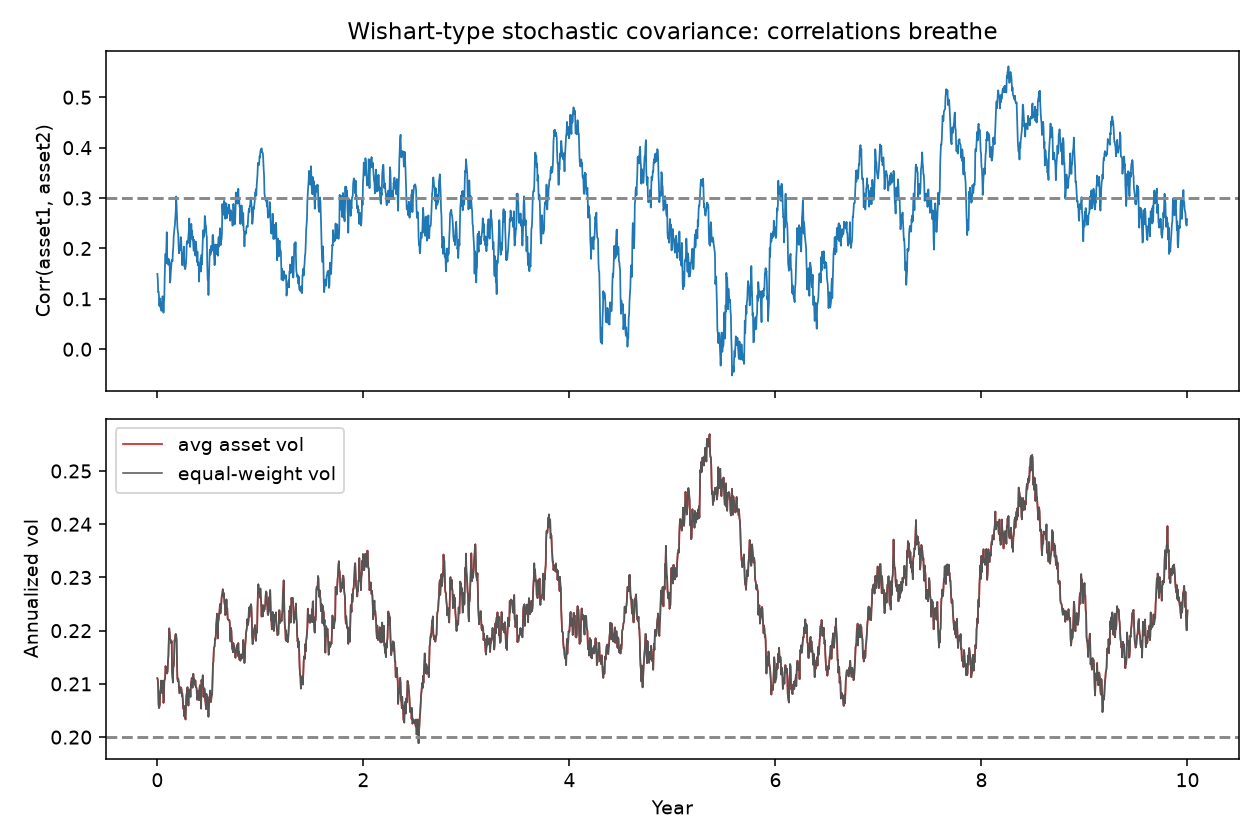 Wishart-type stochastic covariance: correlations breathe
Corr(asset1, asset2)
0.5
0.4
0.3
0.2
0.1
0.0
avg asset vol
equal-weight vol
Annualized vol
0.25
0.24
0.23
0.22
0.21
0.20
0 2 4 6 8 10
Year